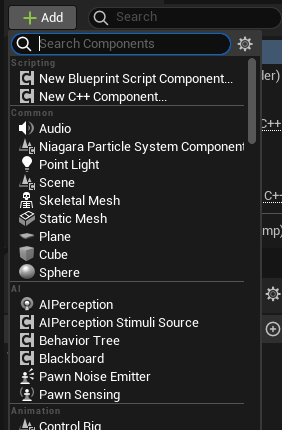 + Add
Search
Search Components
Scripting
New Blueprint Script Component...
New C++ Component...
Common
Audio
Niagara Particle System Component
Point Light
Scene
Skeletal Mesh
Static Mesh
Plane
Cube
Sphere
AI
AIPerception
AIPerception Stimuli Source
Behavior Tree
Blackboard
Pawn Noise Emitter
Pawn Sensing
Animation
Control Rig
ler)
C++
C+
mp)